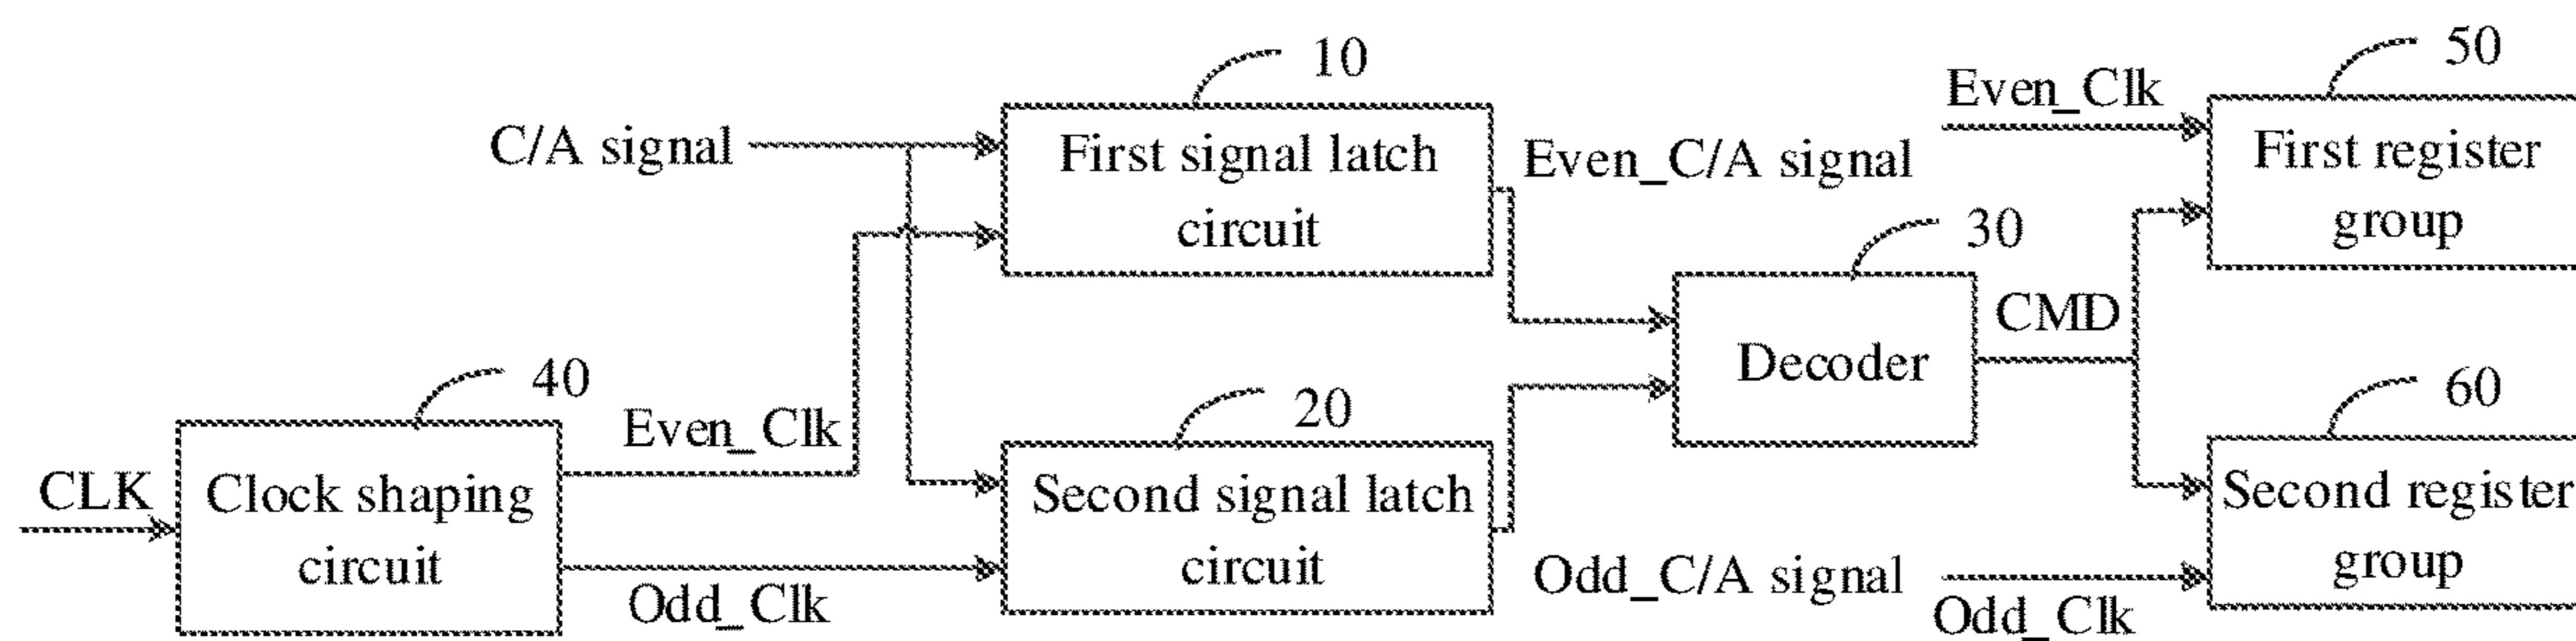 10
50
Even_Clk
C/A signal
First signal latch
circuit
Even_C/A signal
First register
group
30
CMD
Decoder
40
20
60
Even_Clk
CLK
Clock shaping
circuit
Second signal latch
circuit
Second register
group
Odd_Clk
Odd_C/A signal
Odd_Clk